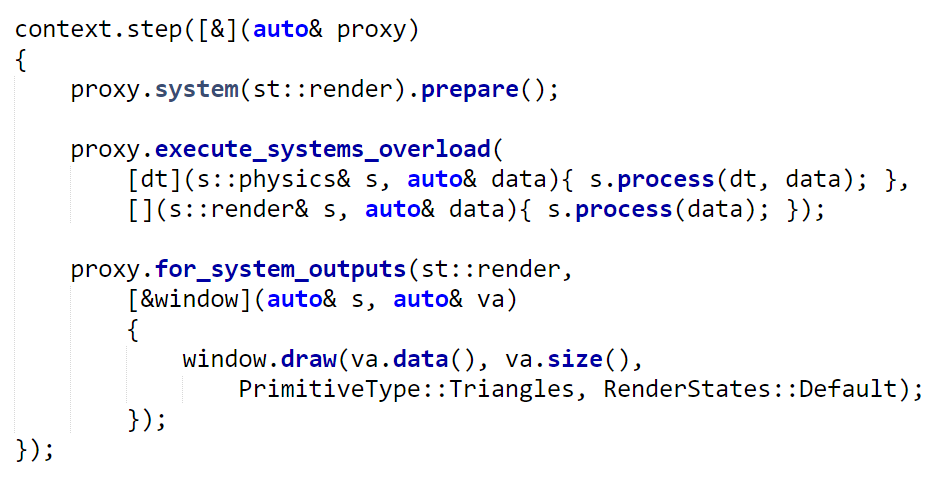 context.step([&](auto& proxy)
{
    proxy.system(st::render).prepare();

    proxy.execute_systems_overload(
        [dt](s::physics& s, auto& data){ s.process(dt, data); },
        [](s::render& s, auto& data){ s.process(data); });

    proxy.for_system_outputs(st::render,
        [&window](auto& s, auto& va)
        {
            window.draw(va.data(), va.size(),
                PrimitiveType::Triangles, RenderStates::Default);
        });
});